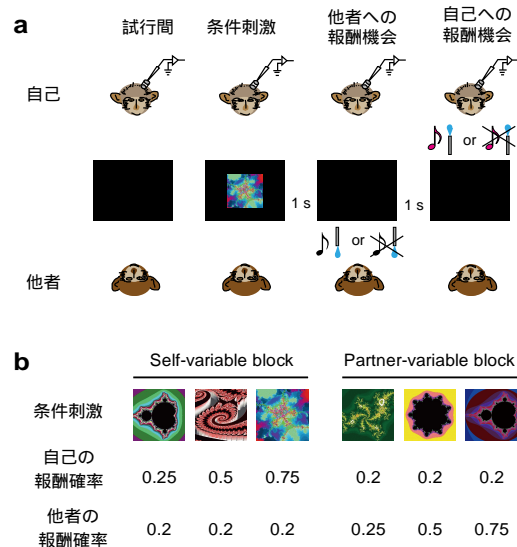 a
試行間
条件刺激
他者への
報酬機会
自己への
報酬機会
自己
or
1 s
1 s
or
他者
b
Self-variable block
Partner-variable block
条件刺激
自己の
報酬確率
0.25 0.5 0.75 0.2 0.2 0.2
他者の
報酬確率
0.2 0.2 0.2 0.25 0.5 0.75